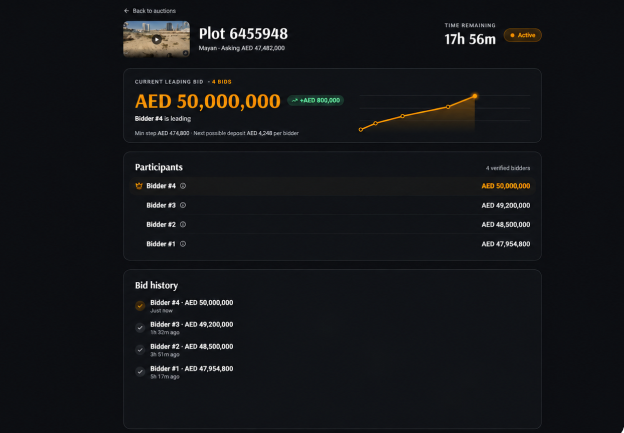 ← Back to auctions
Plot 6455948
Mayan · Asking AED 47,482,000
TIME REMAINING
17h 56m
Active
CURRENT LEADING BID · 4 BIDS
AED 50,000,000
+AED 800,000
Bidder #4 is leading
Min step AED 474,800 · Next possible deposit AED 4,248 per bidder
Participants
4 verified bidders
Bidder #4
AED 50,000,000
Bidder #3
AED 49,200,000
Bidder #2
AED 48,500,000
Bidder #1
AED 47,954,800
Bid history
Bidder #4 · AED 50,000,000
Just now
Bidder #3 · AED 49,200,000
1h 32m ago
Bidder #2 · AED 48,500,000
3h 51m ago
Bidder #1 · AED 47,954,800
5h 17m ago